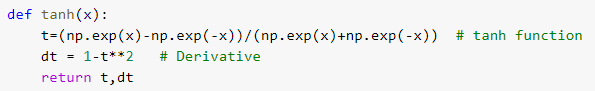 def tanh(x):
    t=(np.exp(x)-np.exp(-x))/(np.exp(x)+np.exp(-x))  # tanh function
    dt = 1-t**2   # Derivative
    return t,dt